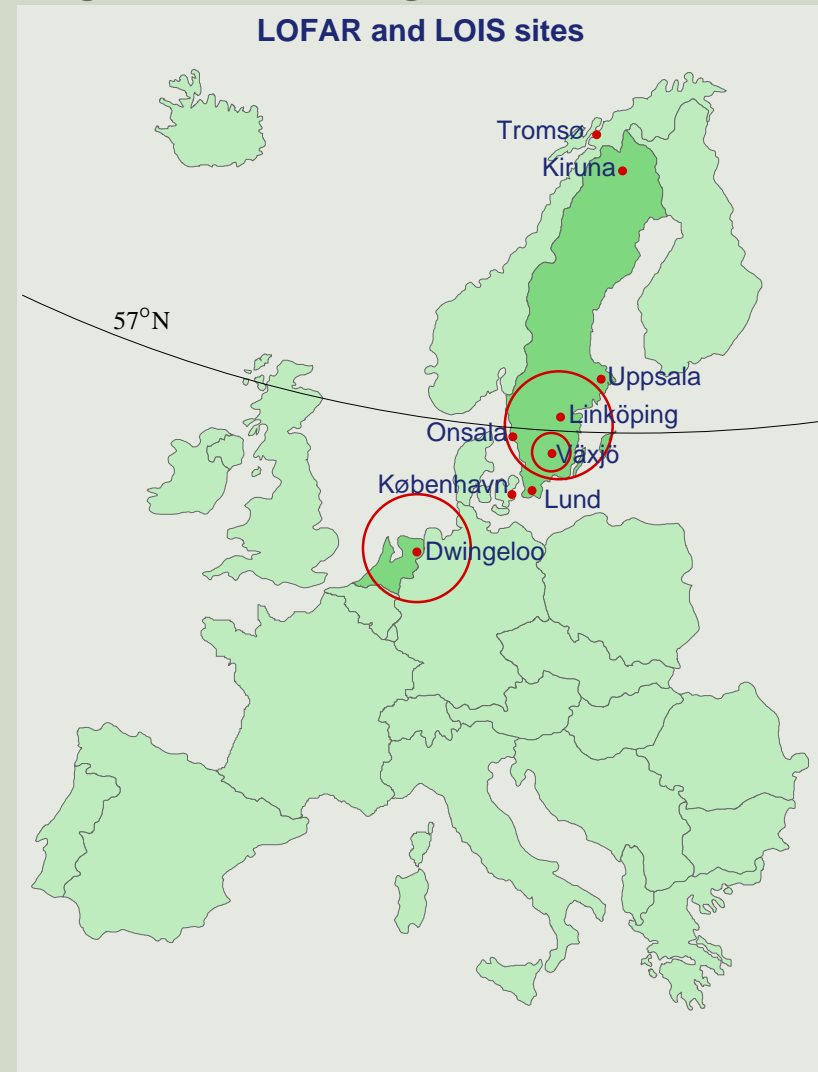 LOFAR and LOIS sites
Tromsø
Kiruna
57°N
Uppsala
Linköping
Onsala
Växjö
København
Lund
Dwingeloo